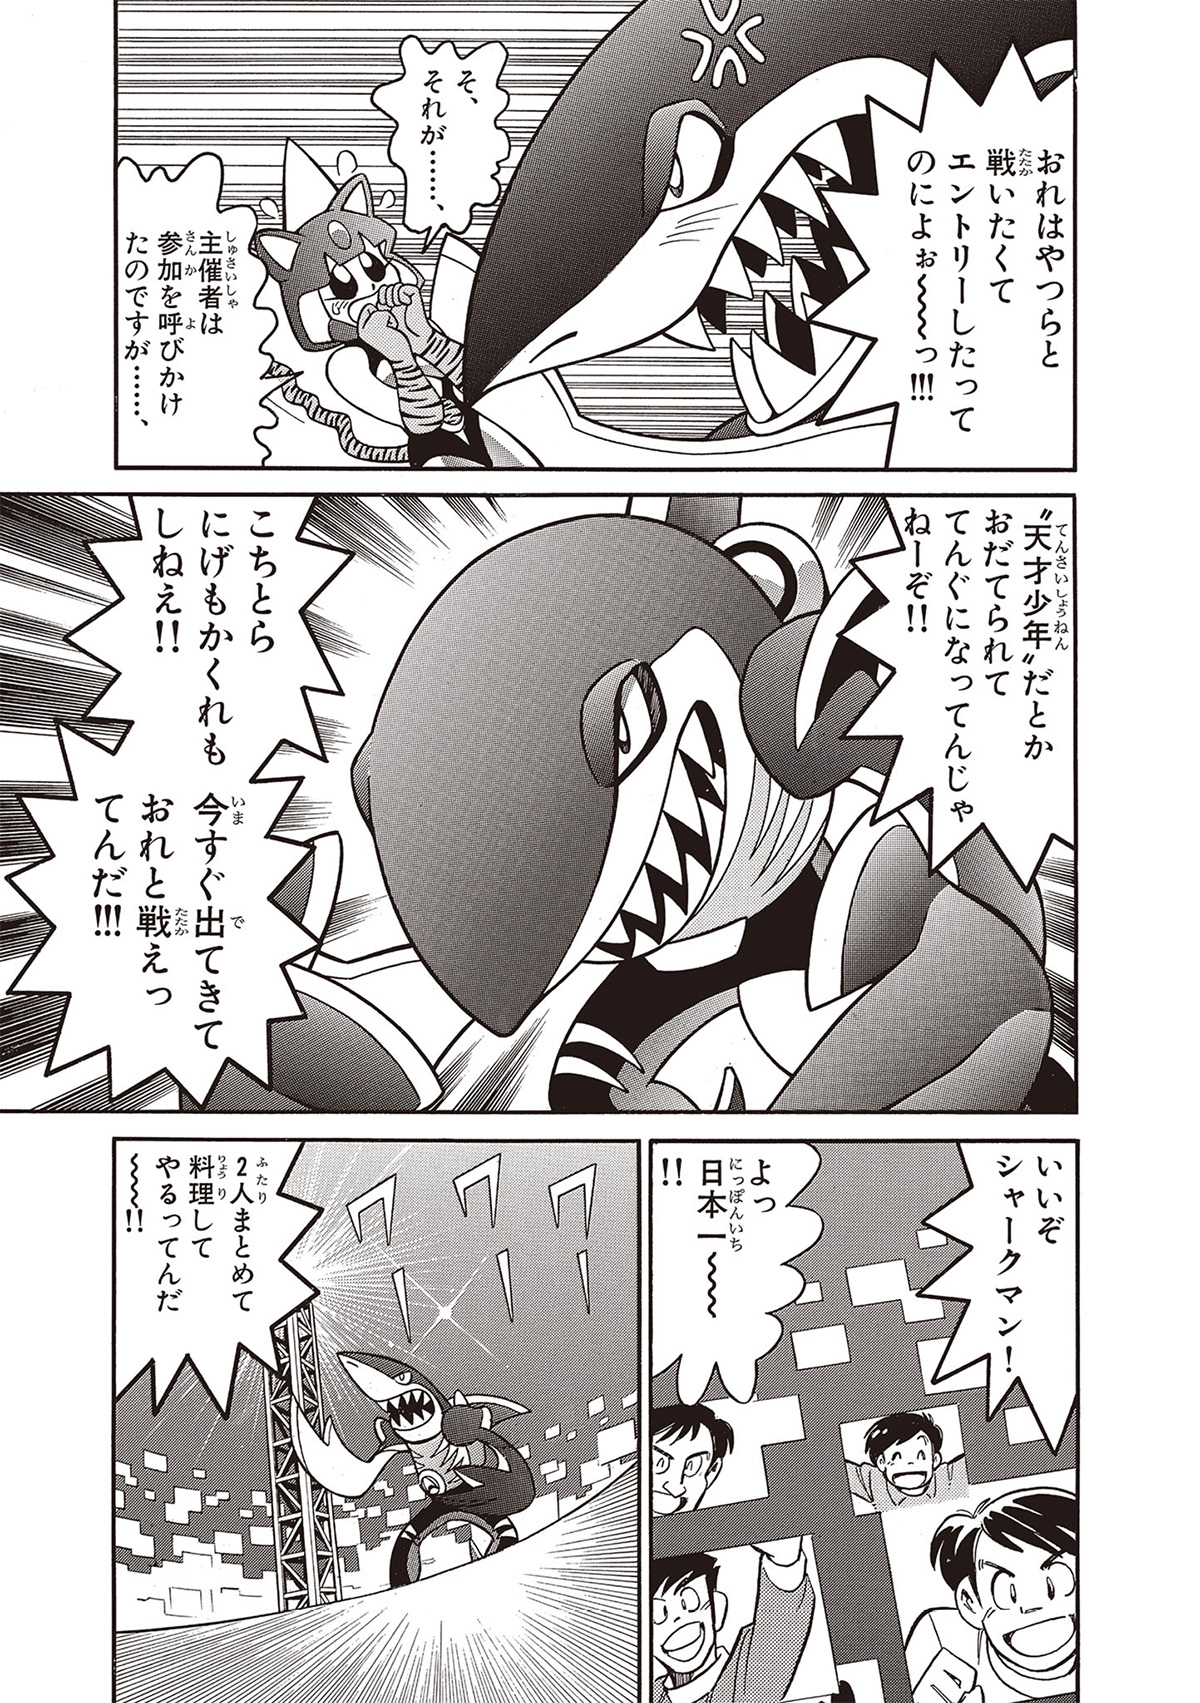 おれはやつらと
戦いたくて
エントリーしたって
のによぉ〜〜〜っ!!!
そ、
それが……、
主催者は
参加を呼びかけ
たのですが……、
〝天才少年〟だとか
おだてられて
てんぐになってんじゃ
ねーぞ!!
こちとら
にげもかくれも
しねぇ!!
今すぐ出てきて
おれと戦えっ
てんだ!!!
いいぞ
シャークマン!
よっ
日本一〜〜〜
!!
2人まとめて
料理して
やるってんだ
〜〜〜!!